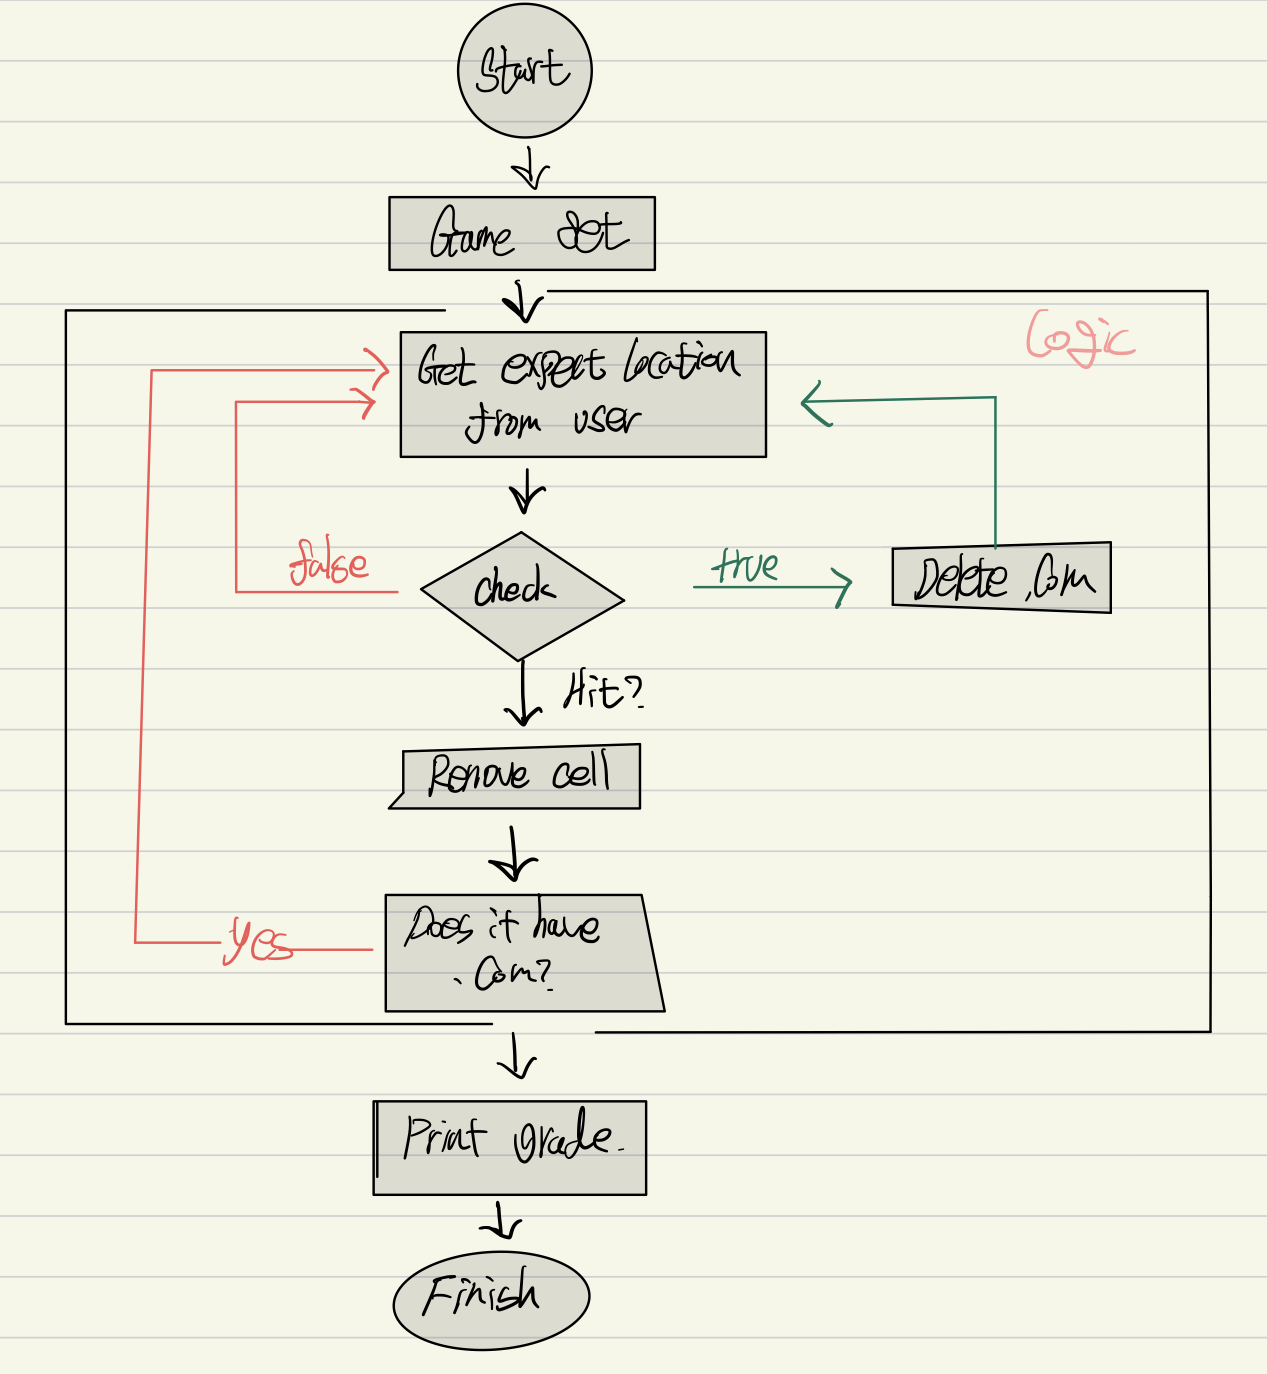 Start
Game set
Logic
Get expect location
from user
false
check
true
Delete .Com
Hit?
Remove cell
Does it have
.Com?
yes
Print grade.
Finish